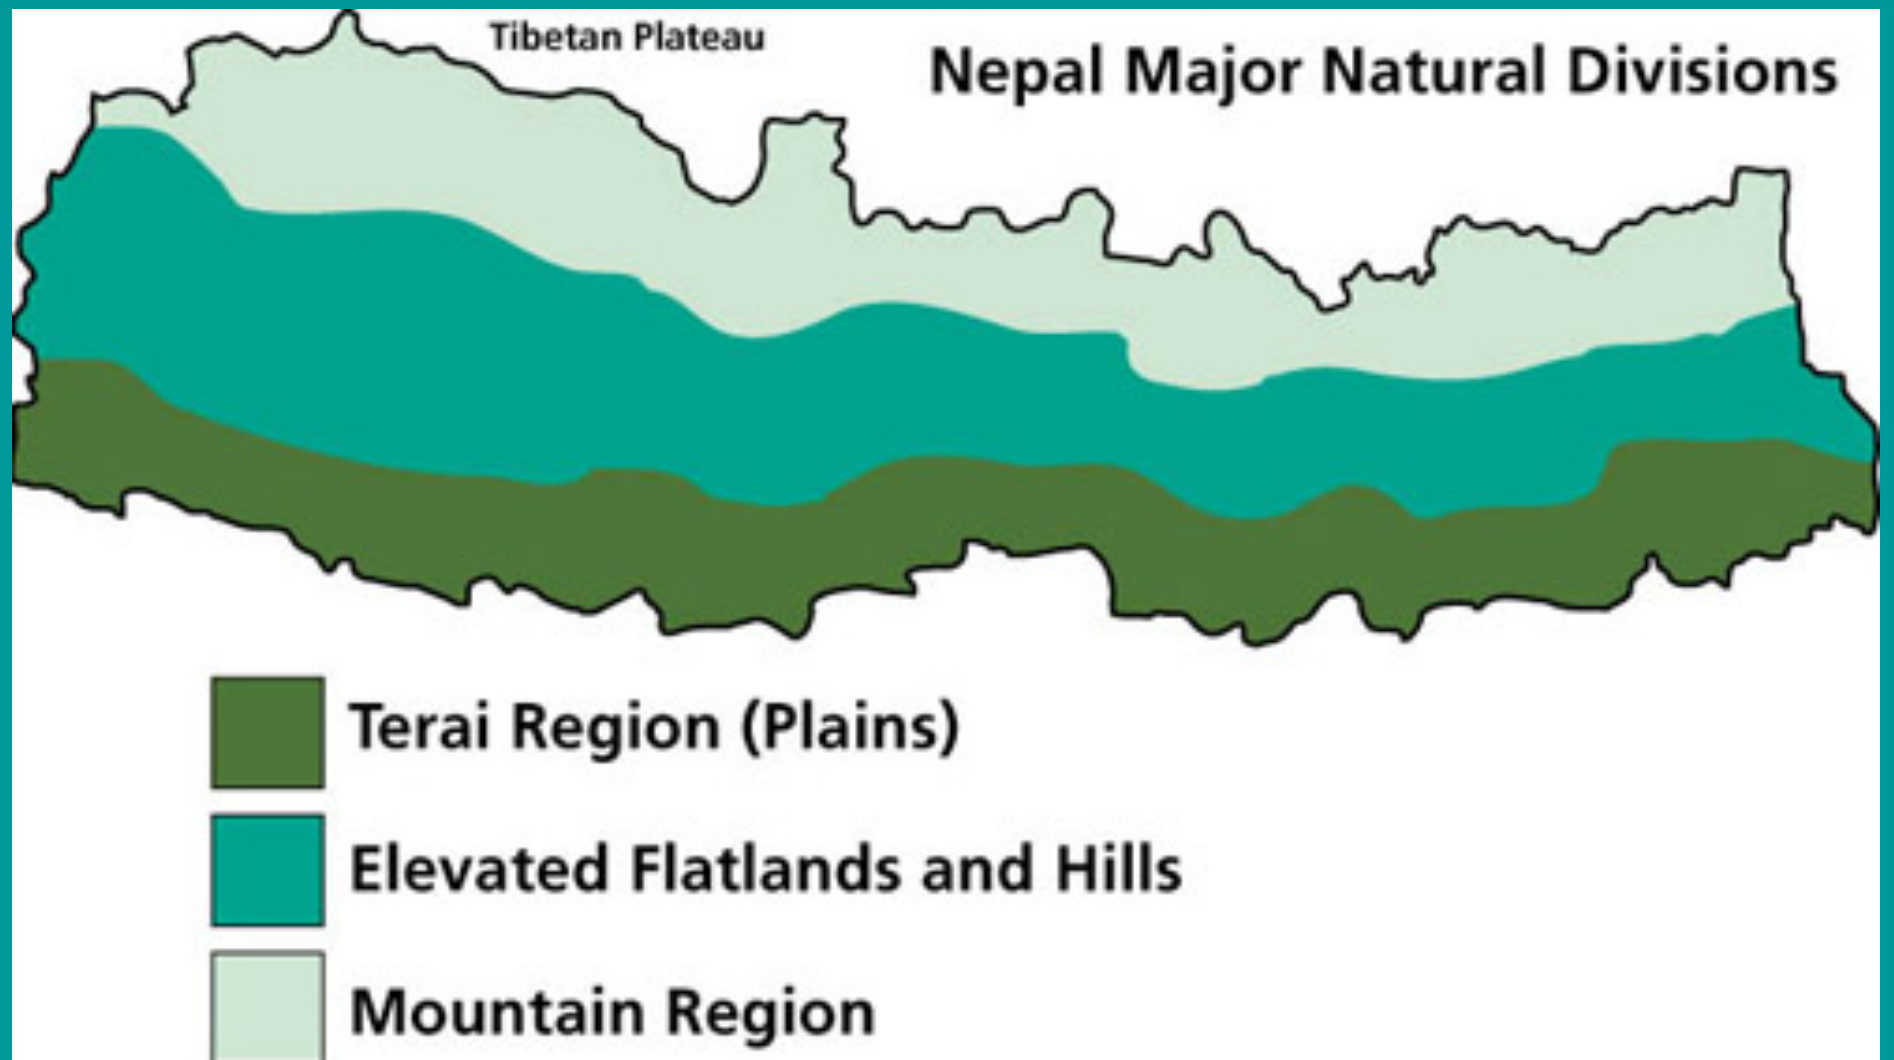 Tibetan Plateau
Nepal Major Natural Divisions
Terai Region (Plains)
Elevated Flatlands and Hills
Mountain Region